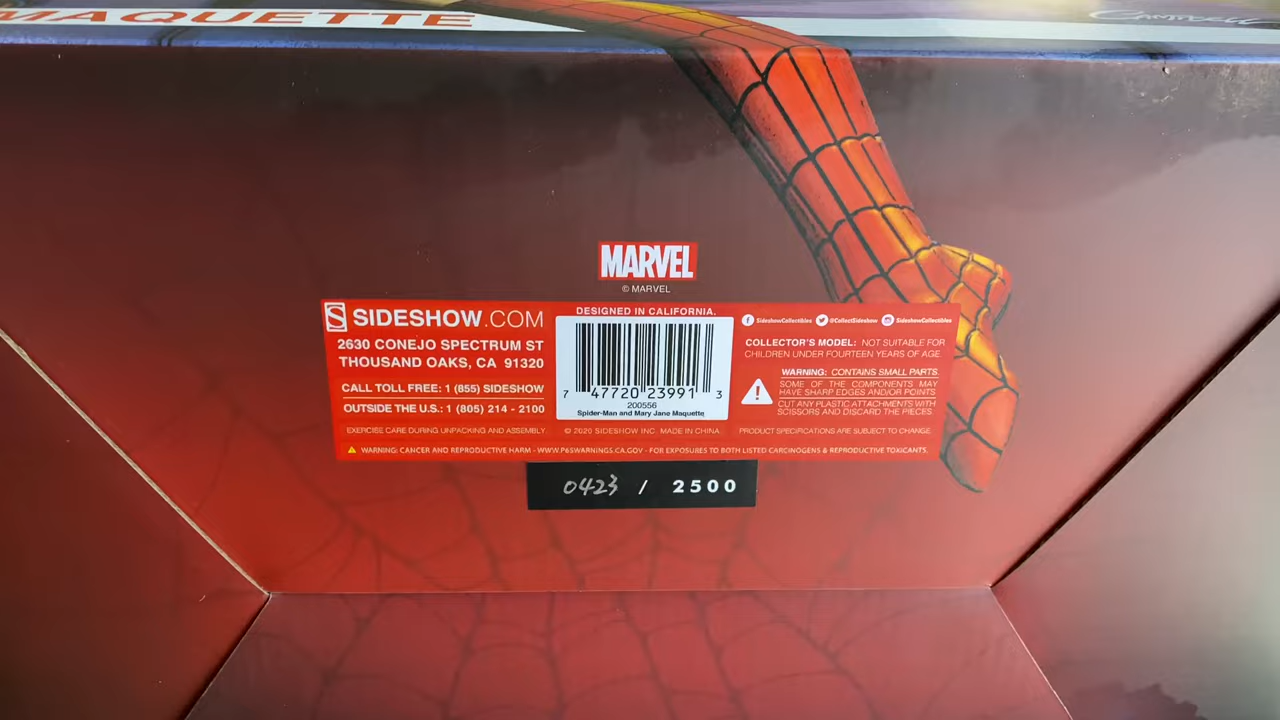 MAQUETTE
CAMPBELL
MARVEL
© MARVEL
SIDESHOW.COM
2630 CONEJO SPECTRUM ST
THOUSAND OAKS, CA 91320
CALL TOLL FREE: 1 (855) SIDESHOW
OUTSIDE THE U.S.: 1 (805) 214 - 2100
EXERCISE CARE DURING UNPACKING AND ASSEMBLY.
DESIGNED IN CALIFORNIA.
7 47720 23991 3
200556
Spider-Man and Mary Jane Maquette
© 2020 SIDESHOW INC. MADE IN CHINA
SideshowCollectibles @CollectSideshow SideshowCollectibles
COLLECTOR'S MODEL: NOT SUITABLE FOR
CHILDREN UNDER FOURTEEN YEARS OF AGE.
WARNING: CONTAINS SMALL PARTS.
SOME OF THE COMPONENTS MAY
HAVE SHARP EDGES AND/OR POINTS.
CUT ANY PLASTIC ATTACHMENTS WITH
SCISSORS AND DISCARD THE PIECES.
PRODUCT SPECIFICATIONS ARE SUBJECT TO CHANGE.
WARNING: CANCER AND REPRODUCTIVE HARM - WWW.P65WARNINGS.CA.GOV - FOR EXPOSURES TO BOTH LISTED CARCINOGENS & REPRODUCTIVE TOXICANTS.
0423 / 2500